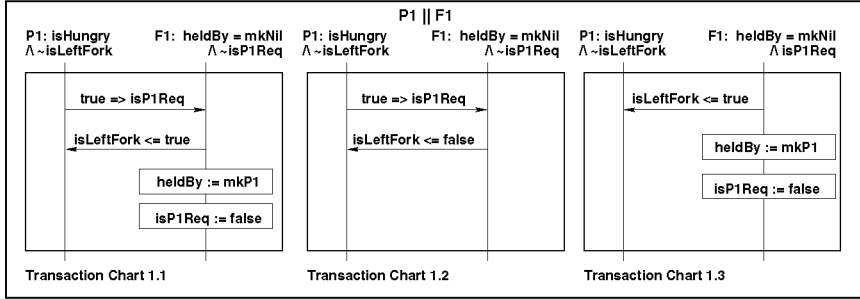 P1 || F1
P1: isHungry
/\ ~isLeftFork
F1: heldBy = mkNil
/\ ~isP1Req
true => isP1Req
isLeftFork <= true
heldBy := mkP1
isP1Req := false
Transaction Chart 1.1
P1: isHungry
/\ ~isLeftFork
F1: heldBy = mkNil
/\ ~isP1Req
true => isP1Req
isLeftFork <= false
Transaction Chart 1.2
P1: isHungry
/\ ~isLeftFork
F1: heldBy = mkNil
/\ isP1Req
isLeftFork <= true
heldBy := mkP1
isP1Req := false
Transaction Chart 1.3